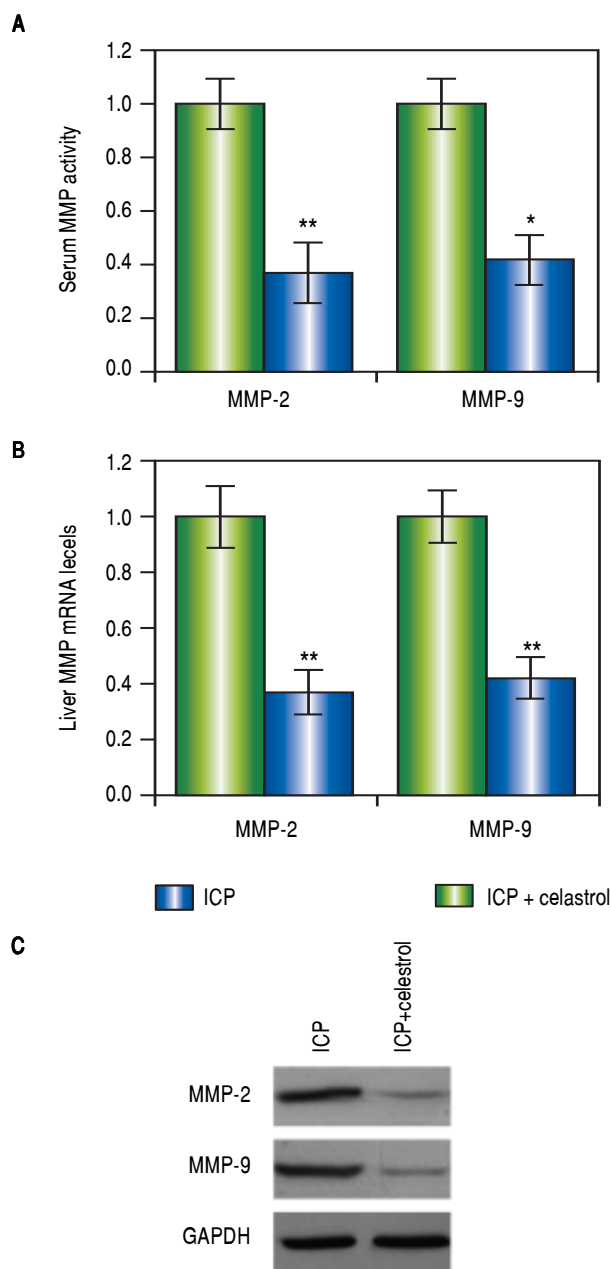 A
1.2
1.0
0.8
0.6
0.4
0.2
0.0
Serum MMP activity
**
*
MMP-2 MMP-9
B
1.2
1.0
0.8
0.6
0.4
0.2
0.0
Liver MMP mRNA lecels
**
**
MMP-2 MMP-9
ICP ICP + celastrol
C
ICP ICP+celestrol
MMP-2
MMP-9
GAPDH